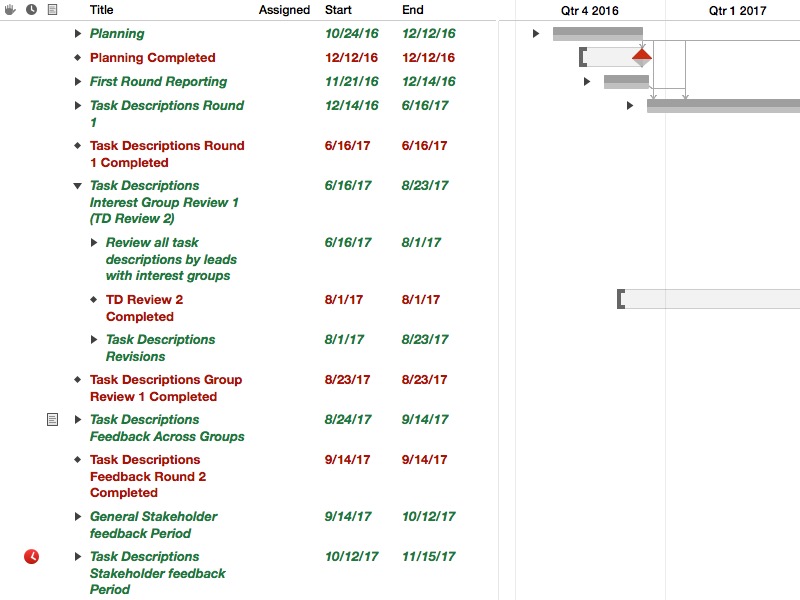 Title Assigned Start End Qtr 4 2016 Qtr 1 2017
Planning 10/24/16 12/12/16
Planning Completed 12/12/16 12/12/16
First Round Reporting 11/21/16 12/14/16
Task Descriptions Round 12/14/16 6/16/17
1
Task Descriptions Round 6/16/17 6/16/17
1 Completed
Task Descriptions 6/16/17 8/23/17
Interest Group Review 1
(TD Review 2)
Review all task 6/16/17 8/1/17
descriptions by leads
with interest groups
TD Review 2 8/1/17 8/1/17
Completed
Task Descriptions 8/1/17 8/23/17
Revisions
Task Descriptions Group 8/23/17 8/23/17
Review 1 Completed
Task Descriptions 8/24/17 9/14/17
Feedback Across Groups
Task Descriptions 9/14/17 9/14/17
Feedback Round 2
Completed
General Stakeholder 9/14/17 10/12/17
feedback Period
Task Descriptions 10/12/17 11/15/17
Stakeholder feedback
Period